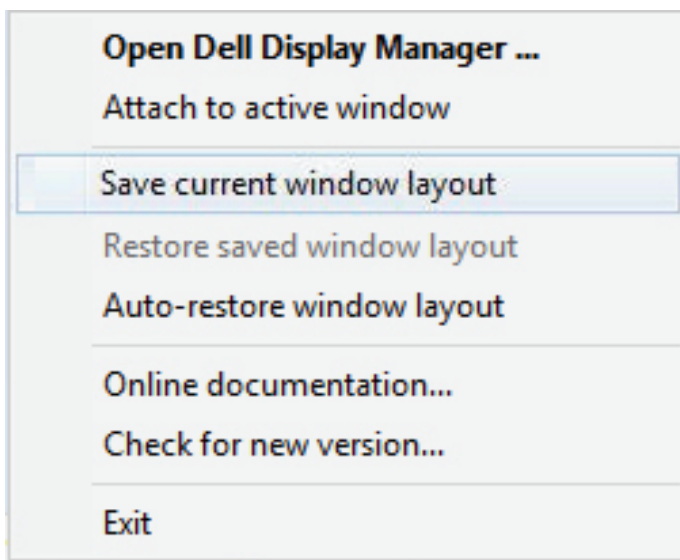 Open Dell Display Manager ...
Attach to active window
Save current window layout
Restore saved window layout
Auto-restore window layout
Online documentation...
Check for new version...
Exit